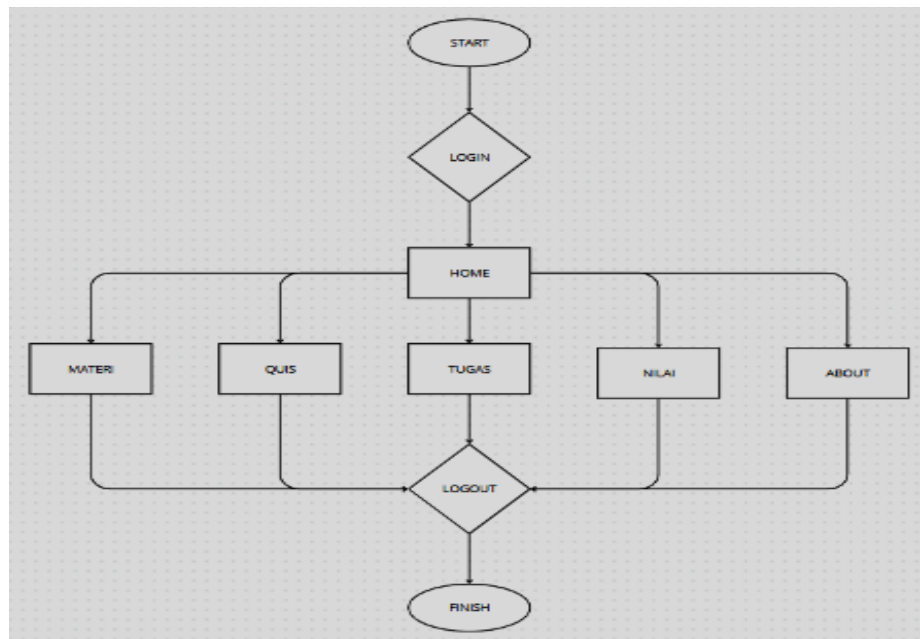 START
LOGIN
HOME
MATERI
QUIS
TUGAS
NILAI
ABOUT
LOGOUT
FINISH